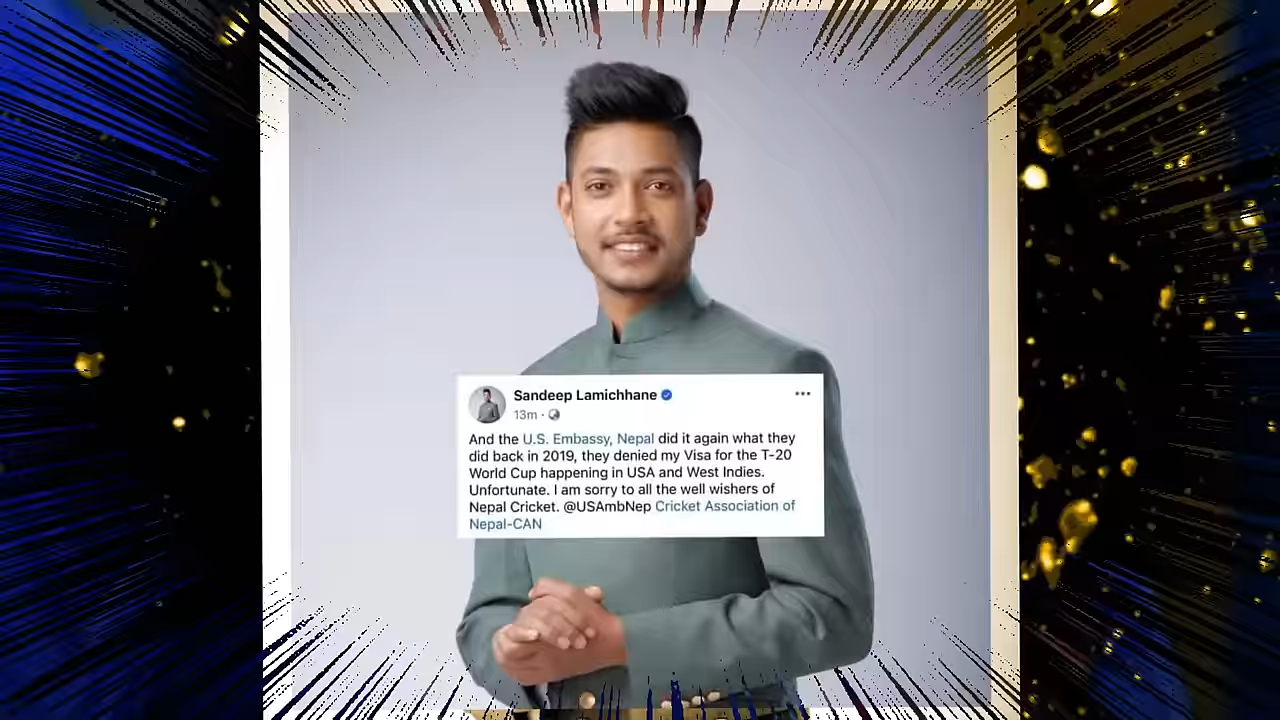 Sandeep Lamichhane
13m ·
And the U.S. Embassy, Nepal did it again what they
did back in 2019, they denied my Visa for the T-20
World Cup happening in USA and West Indies.
Unfortunate. I am sorry to all the well wishers of
Nepal Cricket. @USAmbNep Cricket Association of
Nepal-CAN